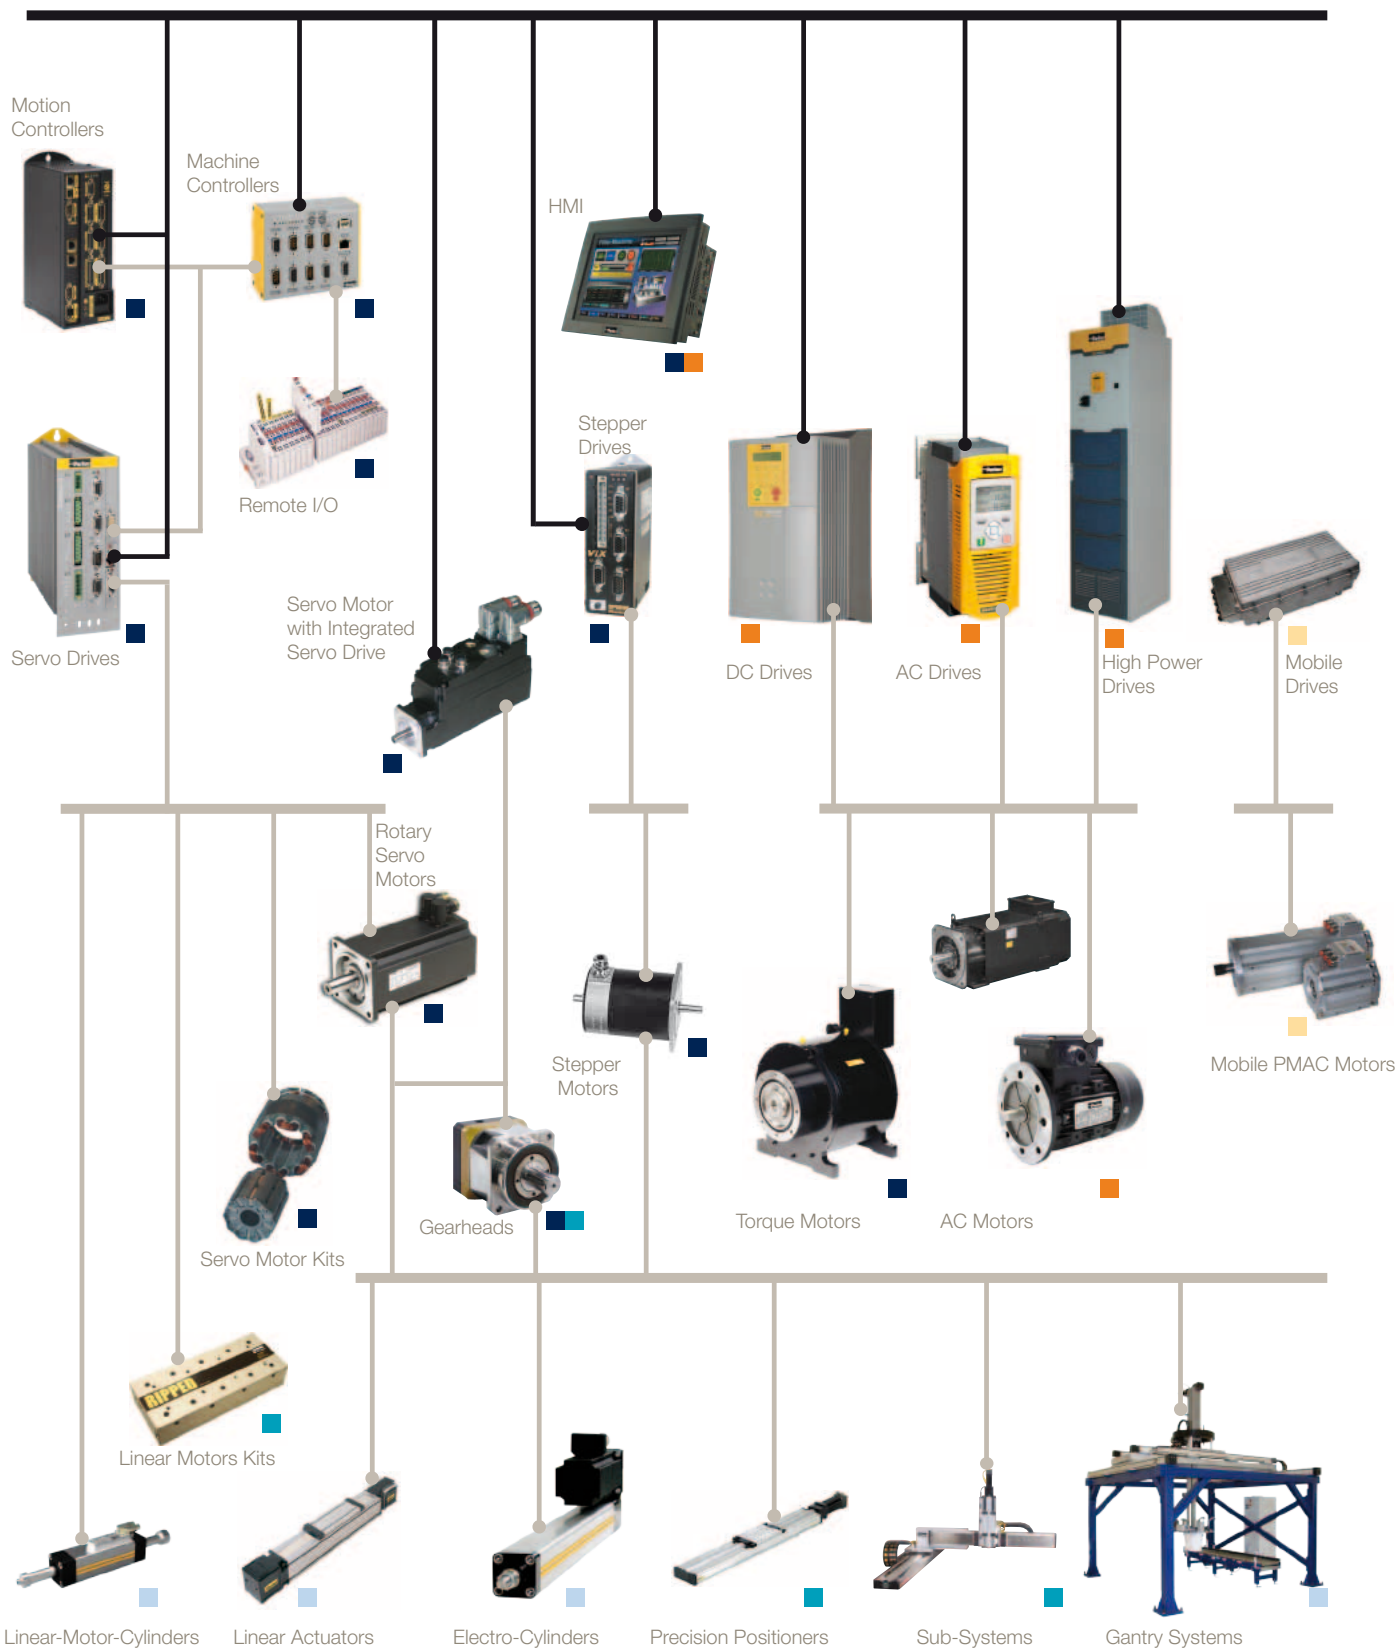 Motion
Controllers
Machine
Controllers
HMI
Stepper
Drives
Remote I/O
Servo Motor
with Integrated
Servo Drive
Servo Drives
DC Drives
AC Drives
High Power
Drives
Mobile
Drives
ViX
Rotary
Servo
Motors
Stepper
Motors
Mobile PMAC Motors
Gearheads
Torque Motors
AC Motors
Servo Motor Kits
RIPPED
Linear Motors Kits
Linear-Motor-Cylinders
Linear Actuators
Electro-Cylinders
Precision Positioners
Sub-Systems
Gantry Systems